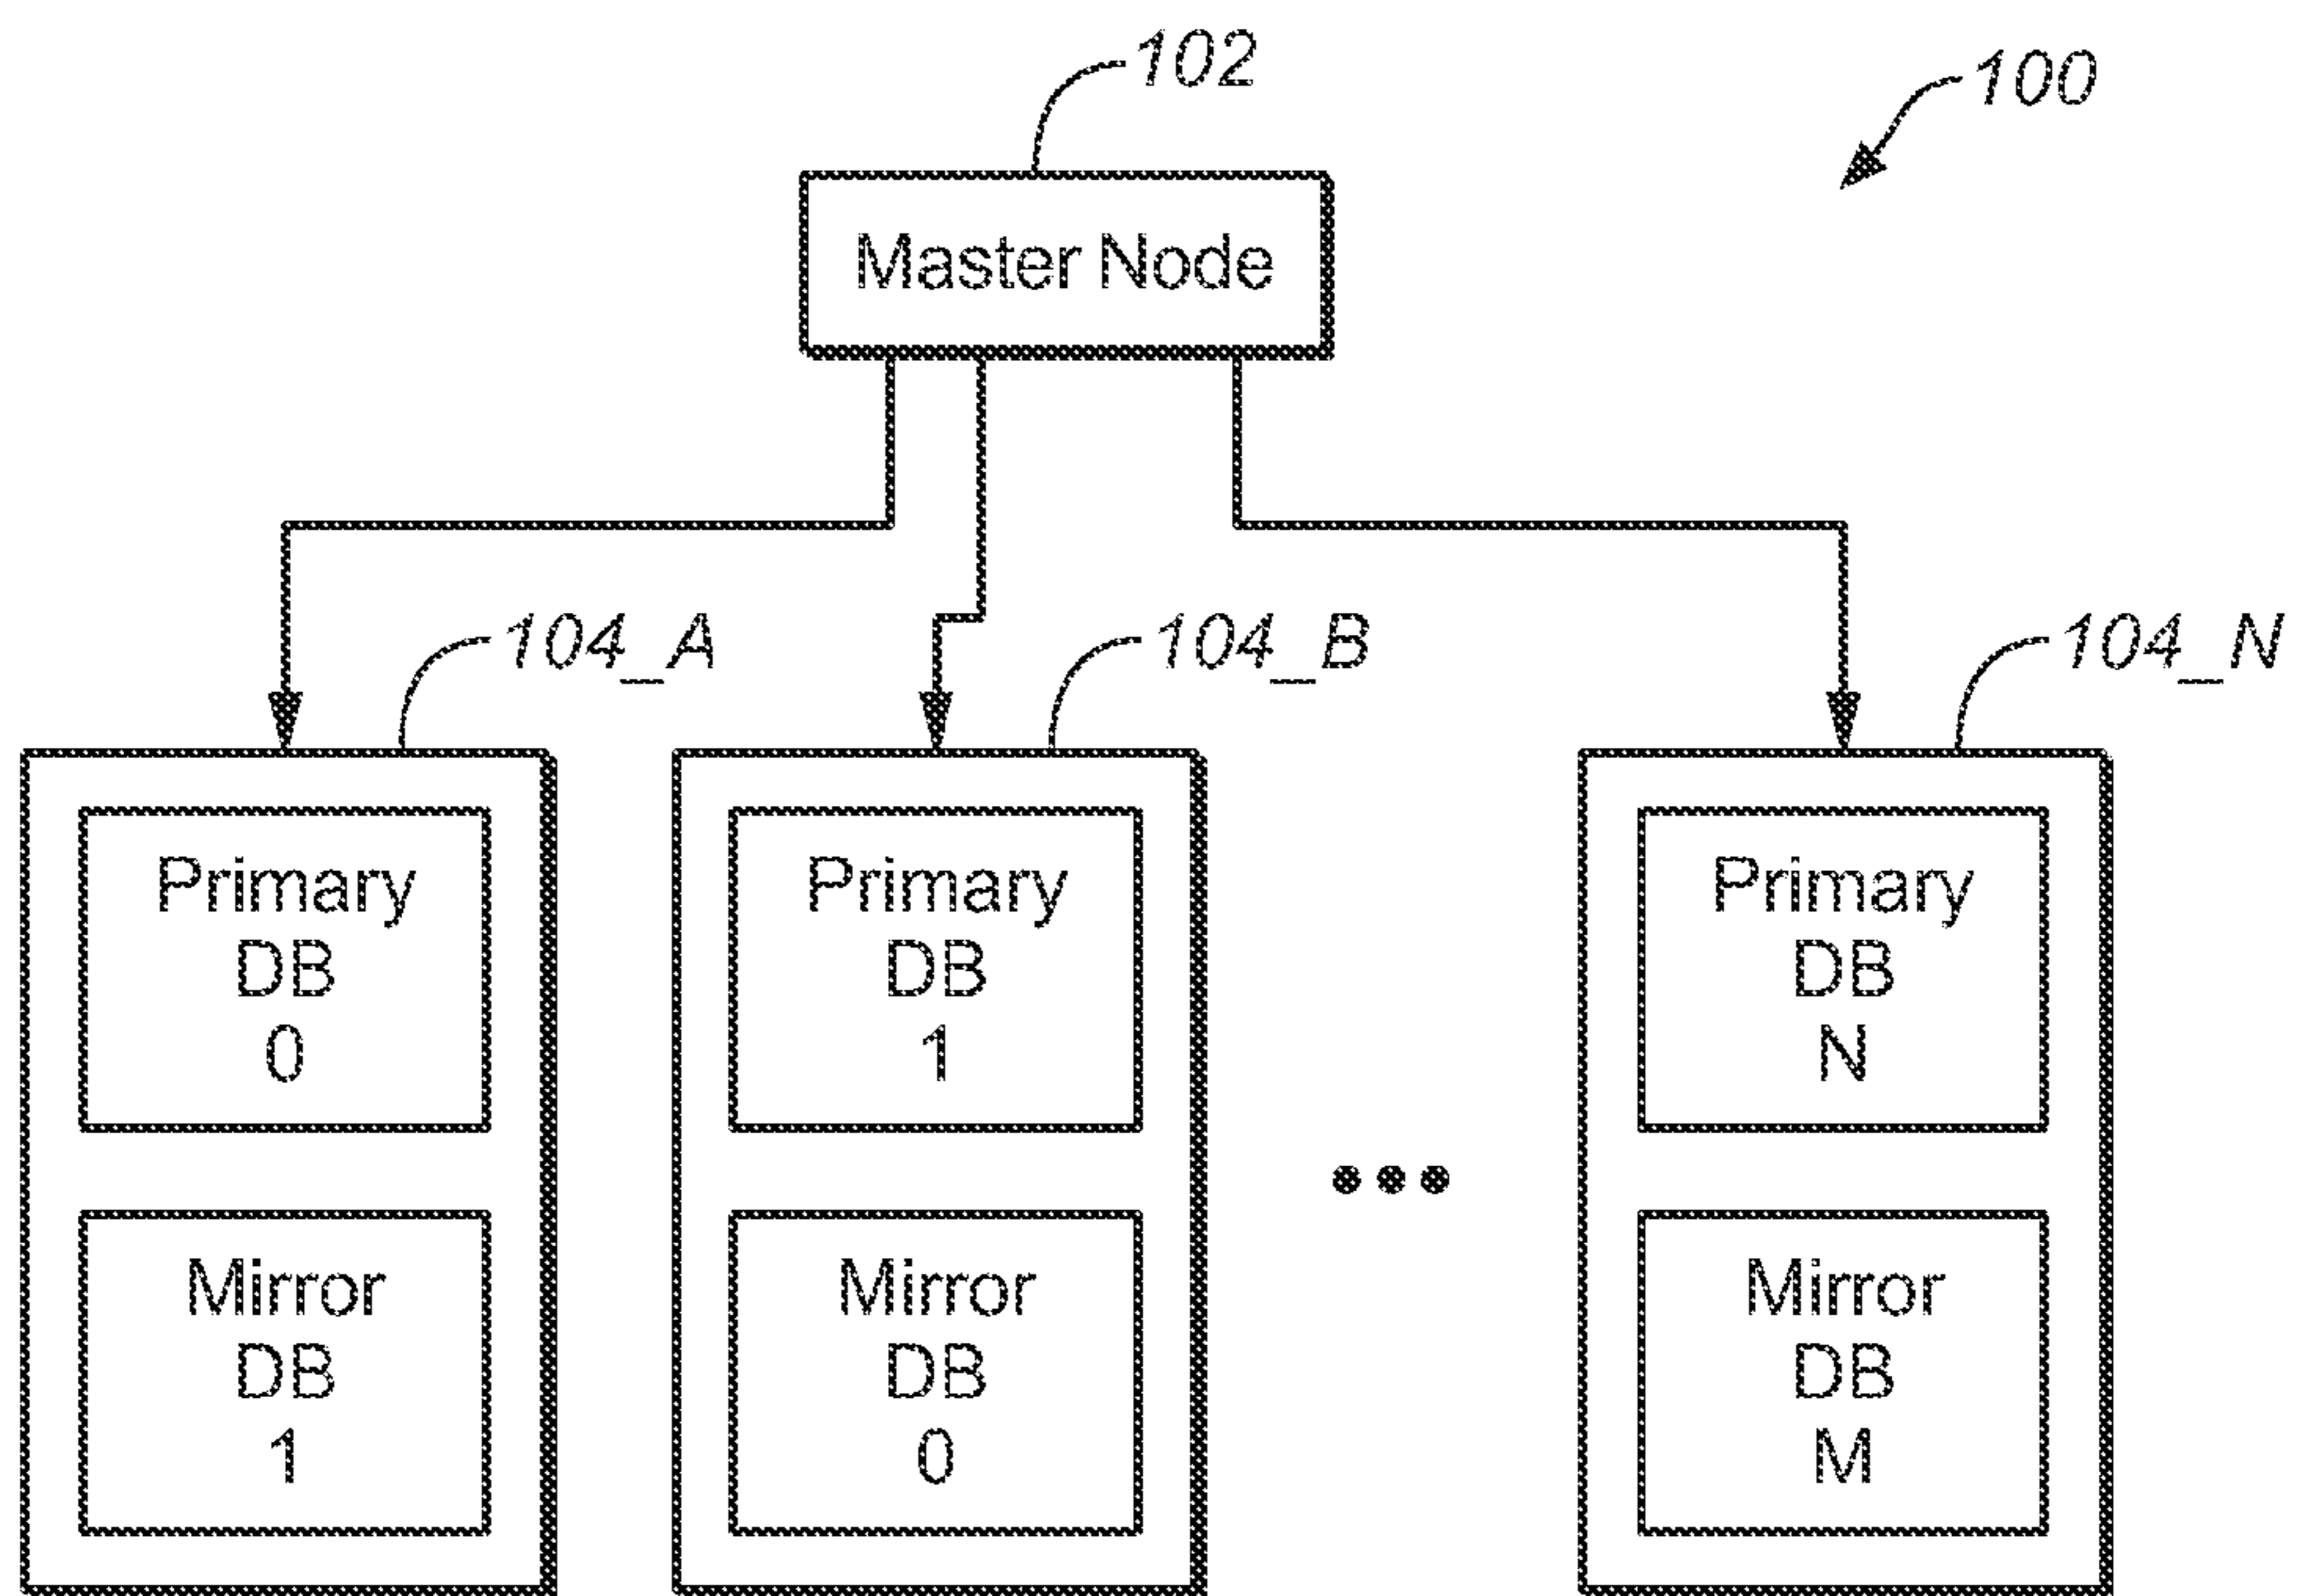 102
100
Master Node
104_A
104_B
104_N
Primary
DB
0
Primary
DB
1
Primary
DB
N
Mirror
DB
1
Mirror
DB
0
Mirror
DB
M